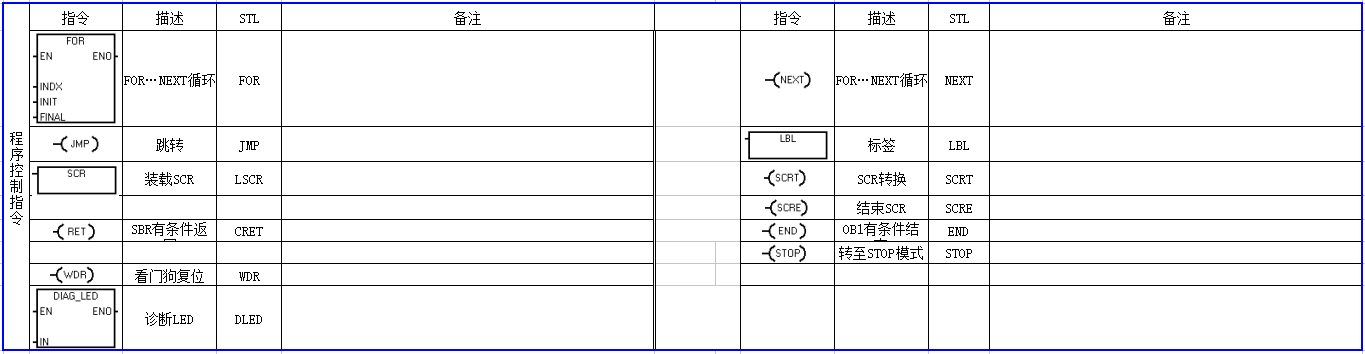 指令 描述 STL 备注 指令 描述 STL 备注
程序控制指令
FOR
EN ENO
INDX
INIT
FINAL
FOR…NEXT循环 FOR
NEXT FOR…NEXT循环 NEXT
JMP 跳转 JMP
LBL 标签 LBL
SCR 装载SCR LSCR
SCRT SCR转换 SCRT
SCRE 结束SCR SCRE
RET SBR有条件返 CRET
END OB1有条件结 END
STOP 转至STOP模式 STOP
WDR 看门狗复位 WDR
DIAG_LED
EN ENO
IN
诊断LED DLED